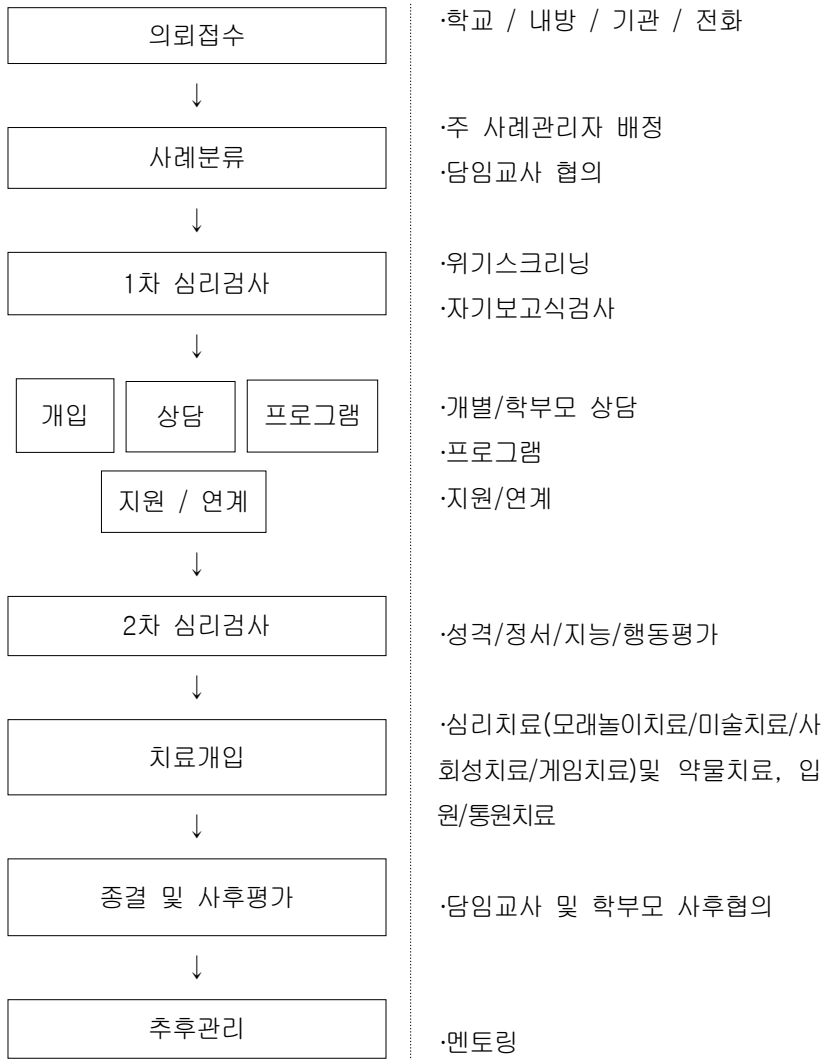 의뢰접수
·학교 / 내방 / 기관 / 전화
↓
사례분류
·주 사례관리자 배정
·담임교사 협의
↓
1차 심리검사
·위기스크리닝
·자기보고식검사
↓
개입 상담 프로그램
지원 / 연계
·개별/학부모 상담
·프로그램
·지원/연계
↓
2차 심리검사
·성격/정서/지능/행동평가
↓
치료개입
·심리치료(모래놀이치료/미술치료/사
회성치료/게임치료)및 약물치료, 입
원/통원치료
↓
종결 및 사후평가
·담임교사 및 학부모 사후협의
↓
추후관리
·멘토링